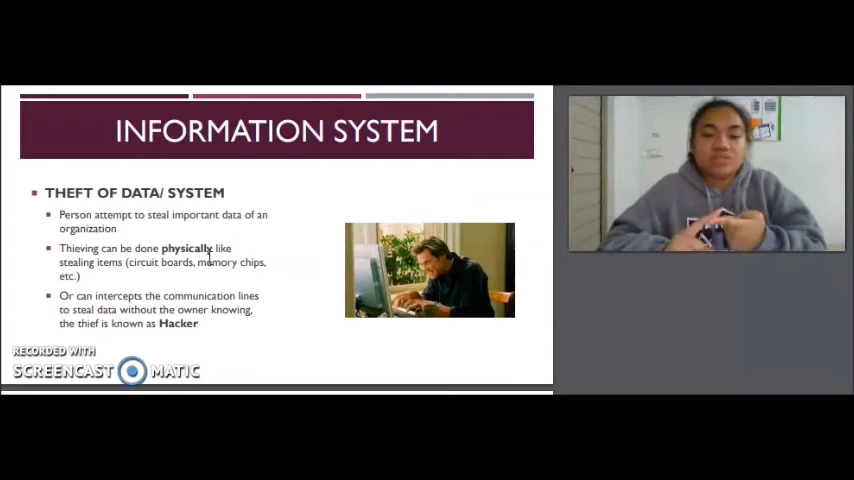 INFORMATION SYSTEM
THEFT OF DATA/ SYSTEM
Person attempt to steal important data of an
organization
Thieving can be done physically like
stealing items (circuit boards, memory chips,
etc.)
Or can intercepts the communication lines
to steal data without the owner knowing,
the thief is known as Hacker
RECORDED WITH
SCREENCAST MATIC